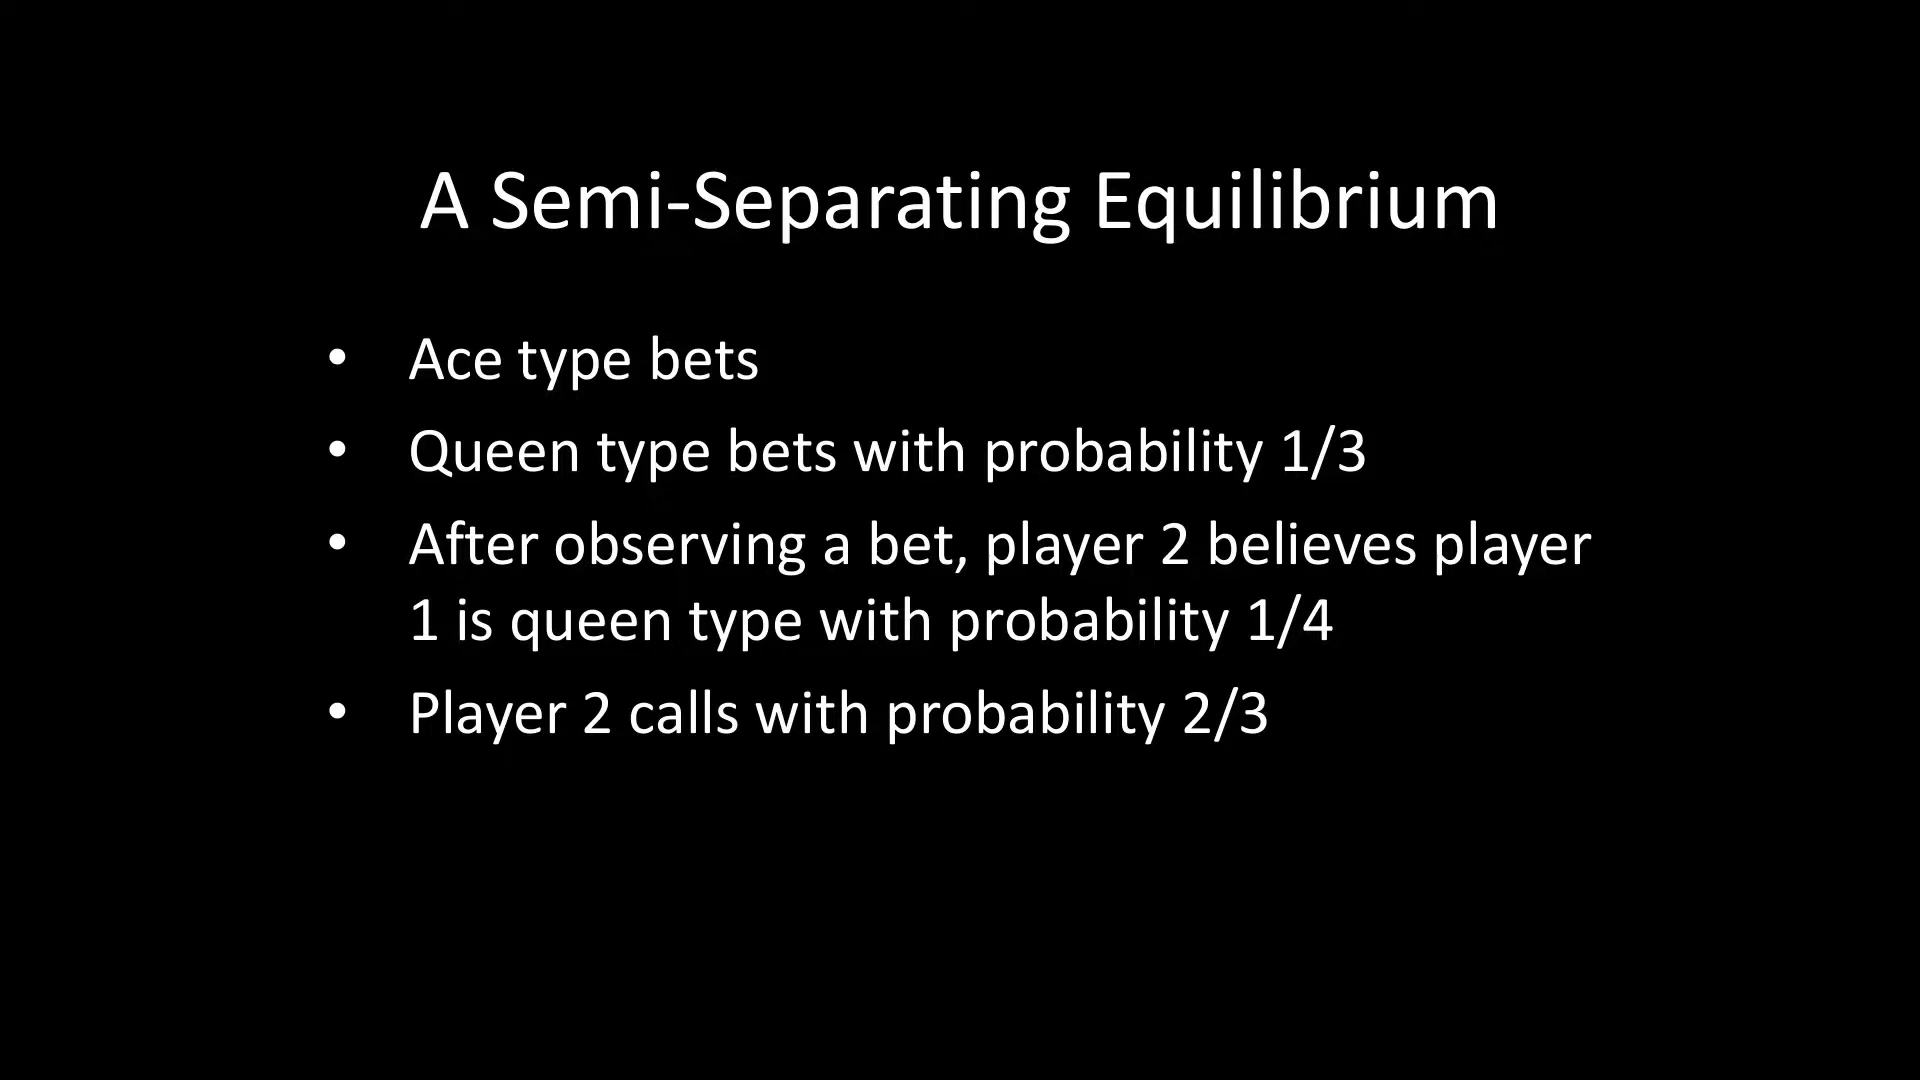 A Semi-Separating Equilibrium
• Ace type bets
• Queen type bets with probability 1/3
• After observing a bet, player 2 believes player
1 is queen type with probability 1/4
• Player 2 calls with probability 2/3